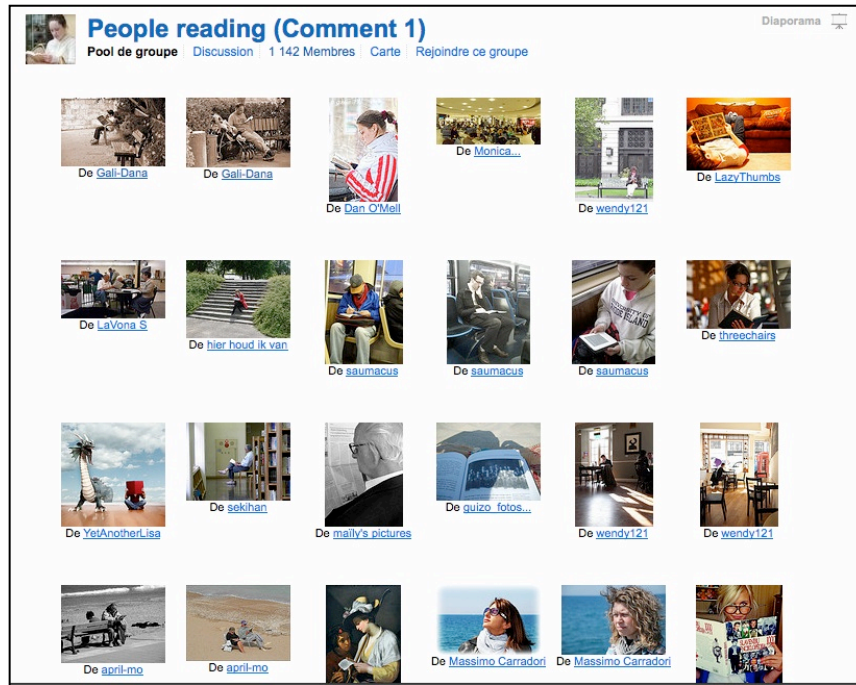 People reading (Comment 1)
Diaporama
Pool de groupe Discussion 1 142 Membres Carte Rejoindre ce groupe
De Gali-Dana
De Gali-Dana
De Dan O'Mell
De Monica...
De wendy121
De LazyThumbs
De LaVona S
De hier houd ik van
De saumacus
De saumacus
De saumacus
De threechairs
De YetAnotherLisa
De sekihan
De maïly's pictures
De guizo_fotos...
De wendy121
De wendy121
De april-mo
De april-mo
De Massimo Carradori
De Massimo Carradori